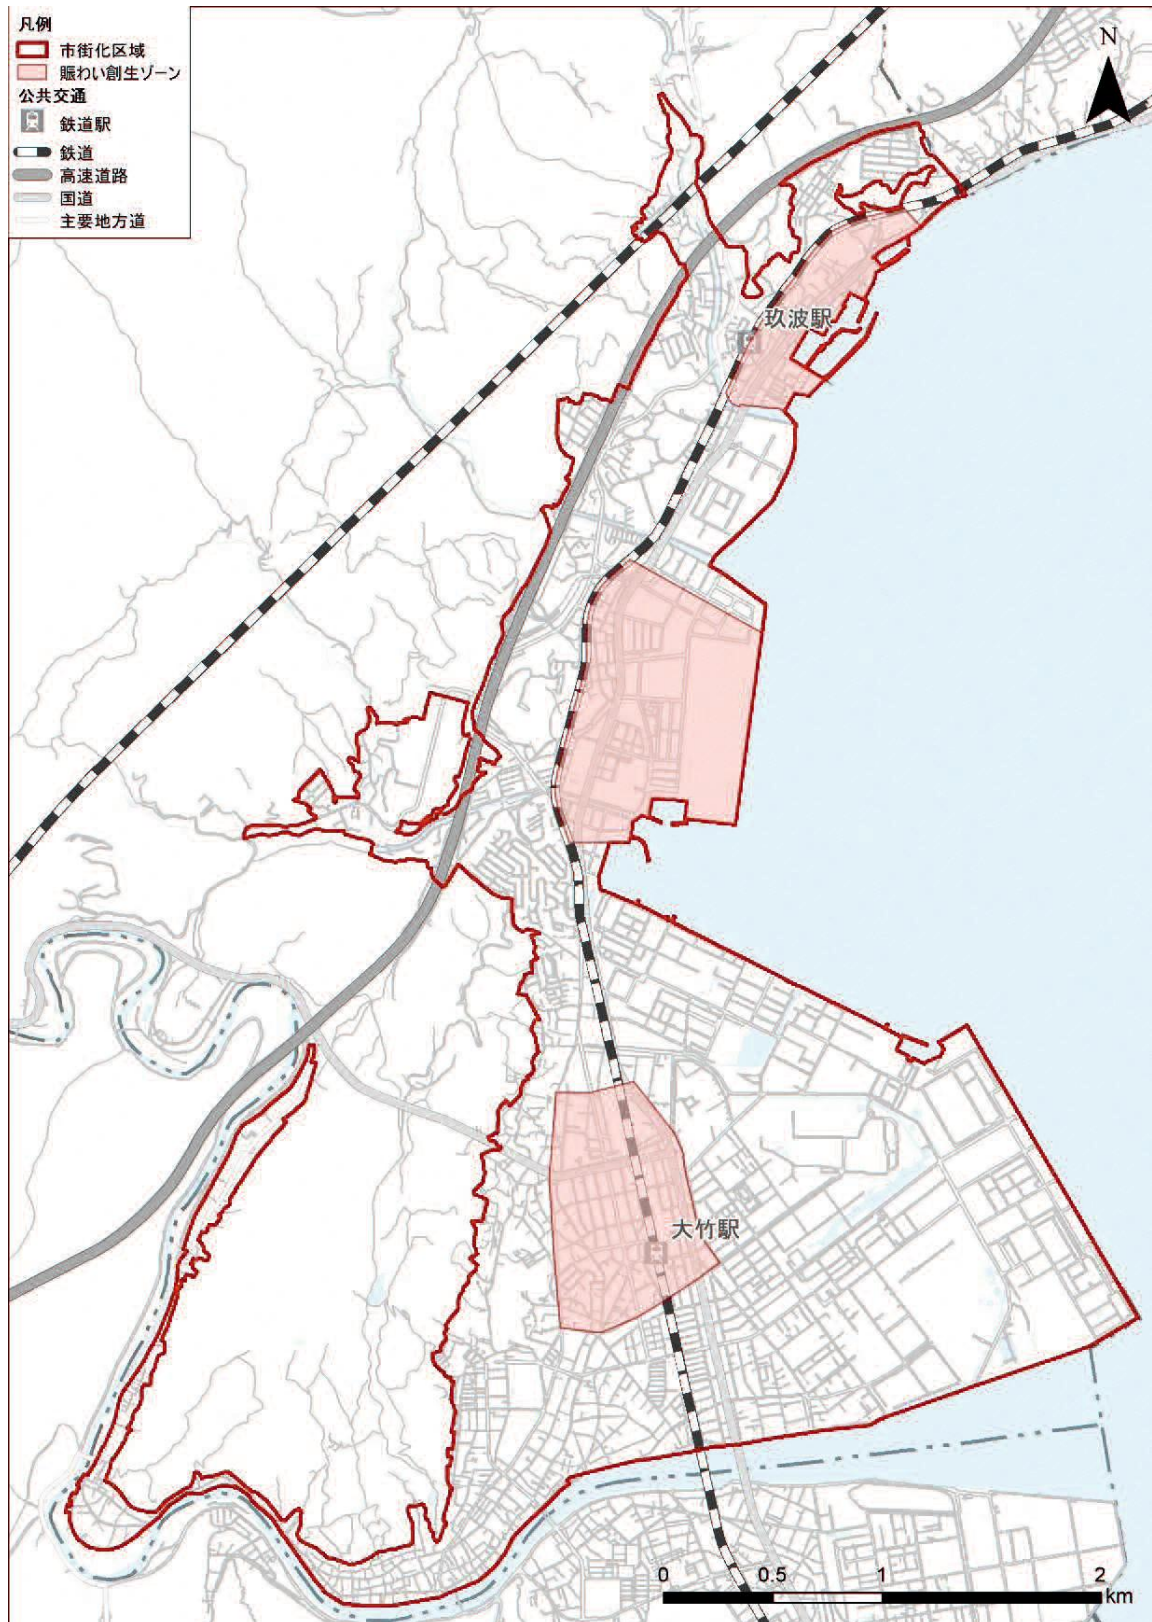 凡例
市街化区域
賑わい創生ゾーン
公共交通
鉄道駅
鉄道
高速道路
国道
主要地方道
N
玖波駅
大竹駅
0 0.5 1 2
km